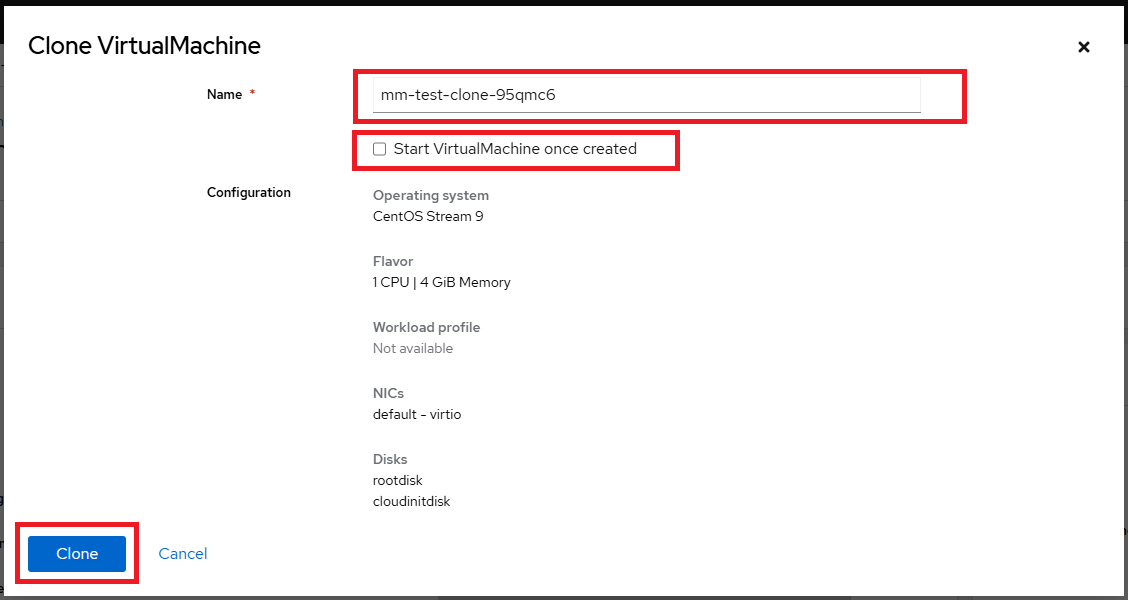 Clone VirtualMachine
Name *
mm-test-clone-95qmc6
Start VirtualMachine once created
Configuration
Operating system
CentOS Stream 9
Flavor
1 CPU | 4 GiB Memory
Workload profile
Not available
NICs
default - virtio
Disks
rootdisk
cloudinitdisk
Clone
Cancel